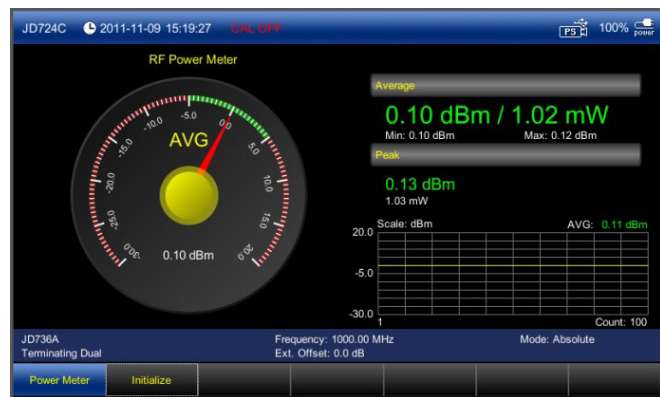 JD724C 2011-11-09 15:19:27 CAL OFF PS 100% power
RF Power Meter
-30.0
-25.0
-20.0
-15.0
-10.0
-5.0
0.0
5.0
10.0
15.0
20.0
AVG
0.10 dBm
Average
0.10 dBm / 1.02 mW
Min: 0.10 dBm Max: 0.12 dBm
Peak
0.13 dBm
1.03 mW
Scale: dBm AVG: 0.11 dBm
20.0
-5.0
-30.0
1 Count: 100
JD736A Frequency: 1000.00 MHz Mode: Absolute
Terminating Dual Ext. Offset: 0.0 dB
Power Meter Initialize